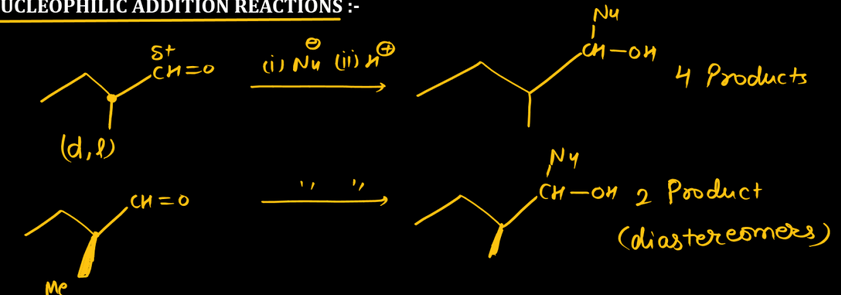 UCLEOPHILIC ADDITION REACTIONS :-
δ+
CH=O
(i) Nu⊖ (ii) H⊕
Nu
CH-OH
4 Products
(d, l)
CH=O
" "
Nu
CH-OH
2 Product
(diastereomers)
Me